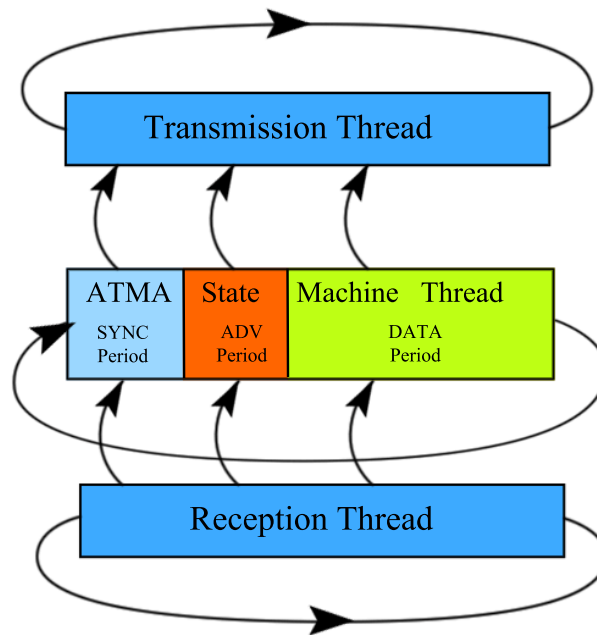 Transmission Thread
ATMA State Machine Thread
SYNC ADV DATA
Period Period Period
Reception Thread